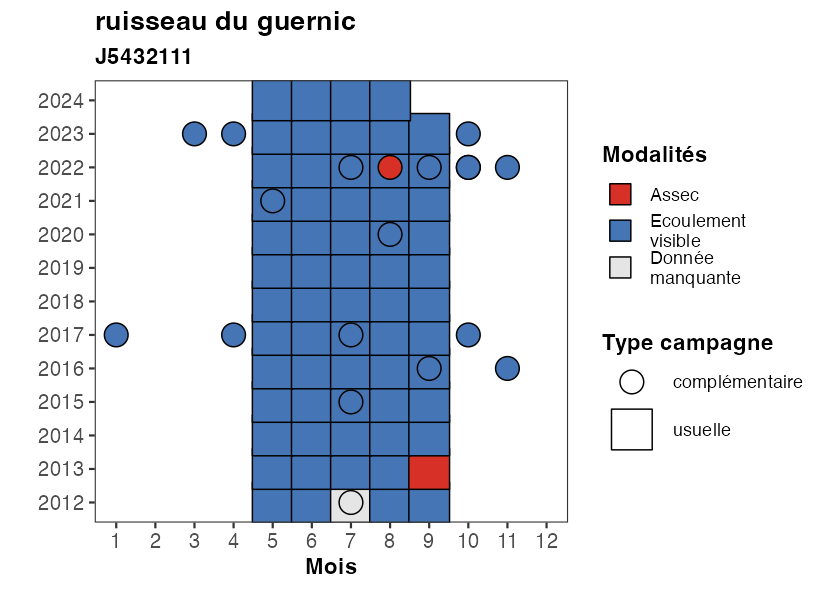 ruisseau du guernic
J5432111
2024
2023
2022
2021
2020
2019
2018
2017
2016
2015
2014
2013
2012
1 2 3 4 5 6 7 8 9 10 11 12
Mois
Modalités
Assec
Ecoulement
visible
Donnée
manquante
Type campagne
complémentaire
usuelle